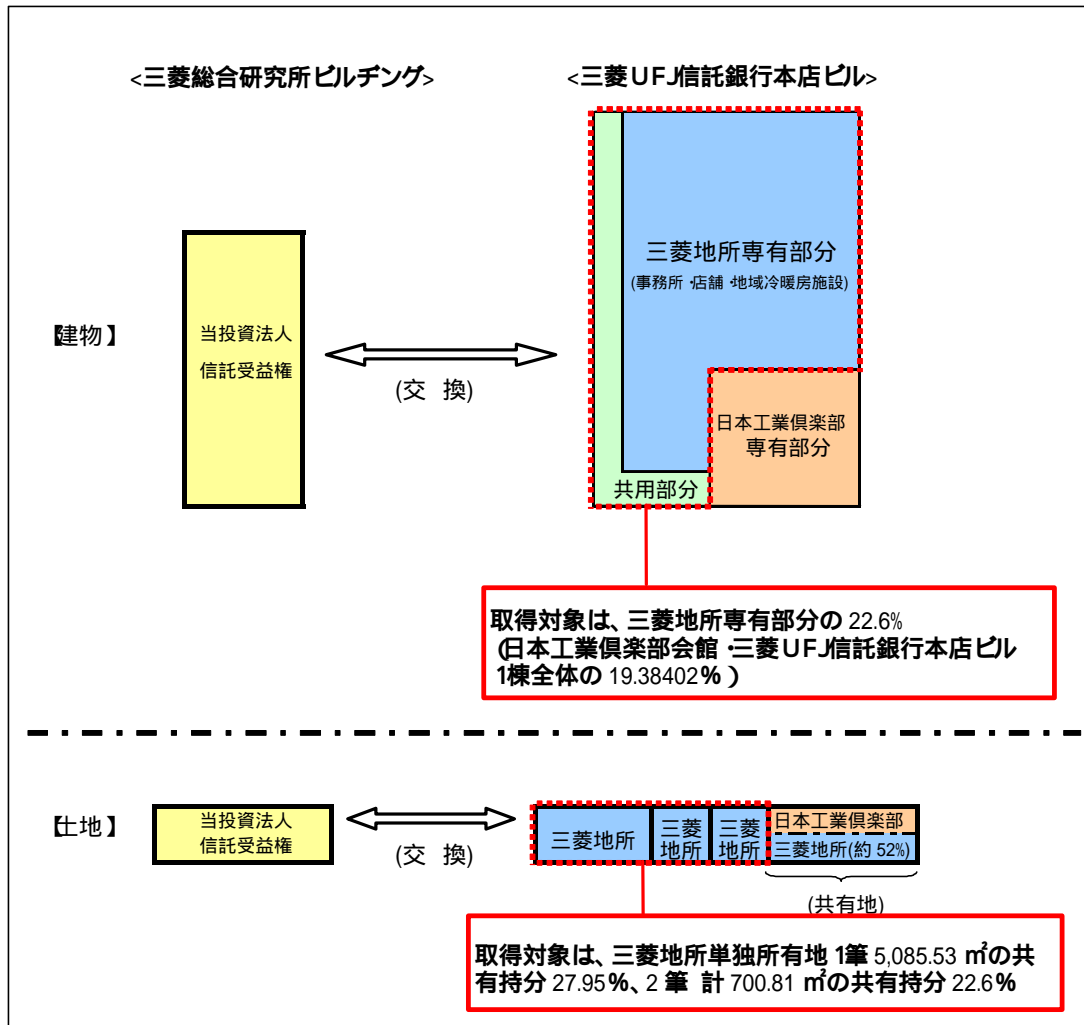 <三菱総合研究所ビルヂング>
<三菱UFJ信託銀行本店ビル>
【建物】
当投資法人
信託受益権
(交 換)
三菱地所専有部分
(事務所・店舗・地域冷暖房施設)
日本工業倶楽部
専有部分
共用部分
取得対象は、三菱地所専有部分の 22.6%
(日本工業倶楽部会館・三菱UFJ信託銀行本店ビル
1棟全体の 19.38402%)
【土地】
当投資法人
信託受益権
(交 換)
三菱地所
三菱
地所
三菱
地所
日本工業倶楽部
三菱地所(約 52%)
(共有地)
取得対象は、三菱地所単独所有地 1筆 5,085.53 ㎡の共
有持分 27.95%、2 筆 計 700.81 ㎡の共有持分 22.6%